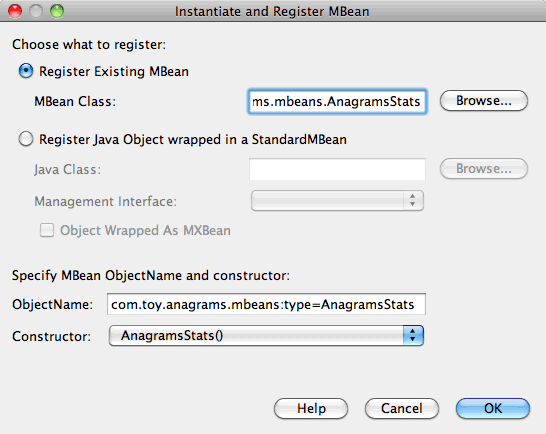 Instantiate and Register MBean
Choose what to register:
Register Existing MBean
MBean Class: ms.mbeans.AnagramsStats Browse...
Register Java Object wrapped in a StandardMBean
Java Class: Browse...
Management Interface:
Object Wrapped As MXBean
Specify MBean ObjectName and constructor:
ObjectName: com.toy.anagrams.mbeans:type=AnagramsStats
Constructor: AnagramsStats()
Help Cancel OK